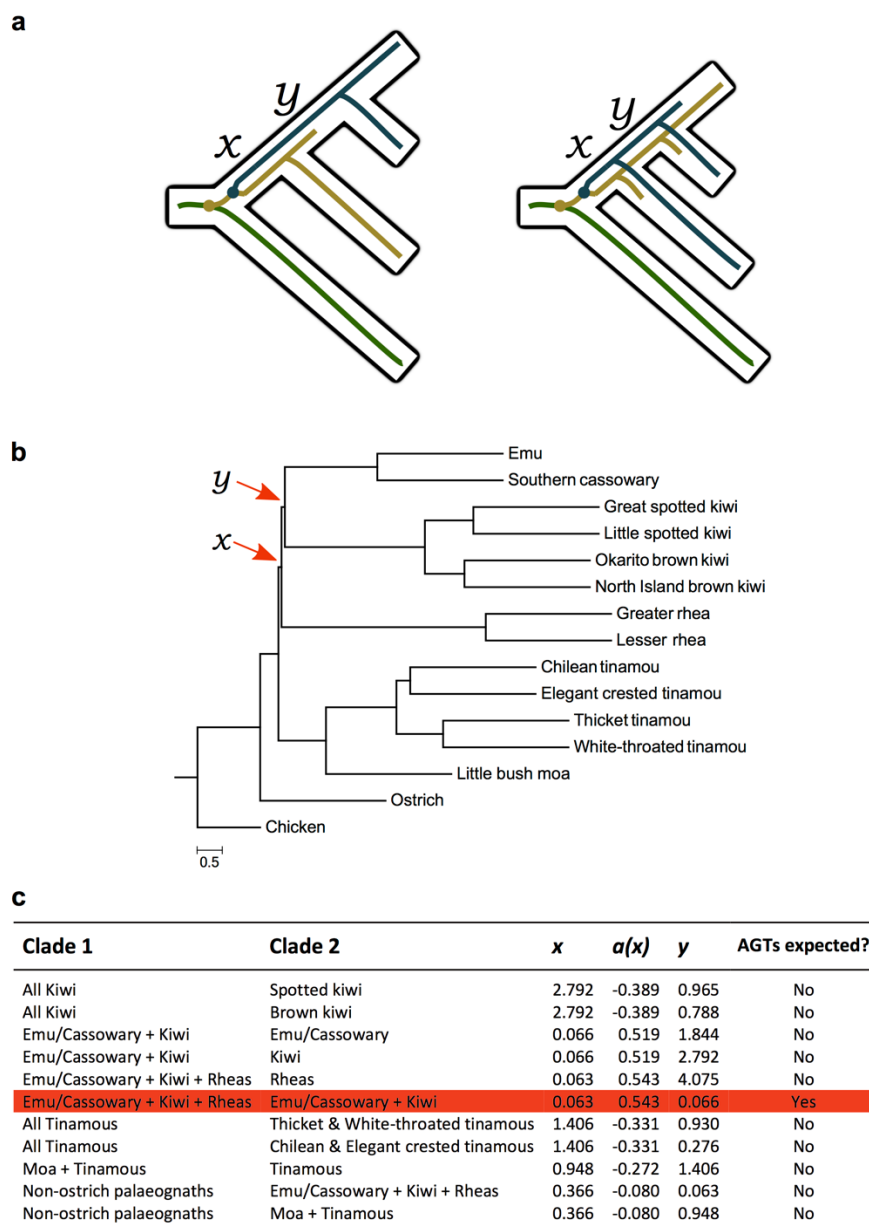 a
y
x
y
x
b
y
x
Emu
Southern cassowary
Great spotted kiwi
Little spotted kiwi
Okarito brown kiwi
North Island brown kiwi
Greater rhea
Lesser rhea
Chilean tinamou
Elegant crested tinamou
Thicket tinamou
White-throated tinamou
Little bush moa
Ostrich
Chicken
0.5
c
Clade 1 Clade 2 x a(x) y AGTs expected?
All Kiwi Spotted kiwi 2.792 -0.389 0.965 No
All Kiwi Brown kiwi 2.792 -0.389 0.788 No
Emu/Cassowary + Kiwi Emu/Cassowary 0.066 0.519 1.844 No
Emu/Cassowary + Kiwi Kiwi 0.066 0.519 2.792 No
Emu/Cassowary + Kiwi + Rheas Rheas 0.063 0.543 4.075 No
Emu/Cassowary + Kiwi + Rheas Emu/Cassowary + Kiwi 0.063 0.543 0.066 Yes
All Tinamous Thicket & White-throated tinamous 1.406 -0.331 0.930 No
All Tinamous Chilean & Elegant crested tinamous 1.406 -0.331 0.276 No
Moa + Tinamous Tinamous 0.948 -0.272 1.406 No
Non-ostrich palaeognaths Emu/Cassowary + Kiwi + Rheas 0.366 -0.080 0.063 No
Non-ostrich palaeognaths Moa + Tinamous 0.366 -0.080 0.948 No